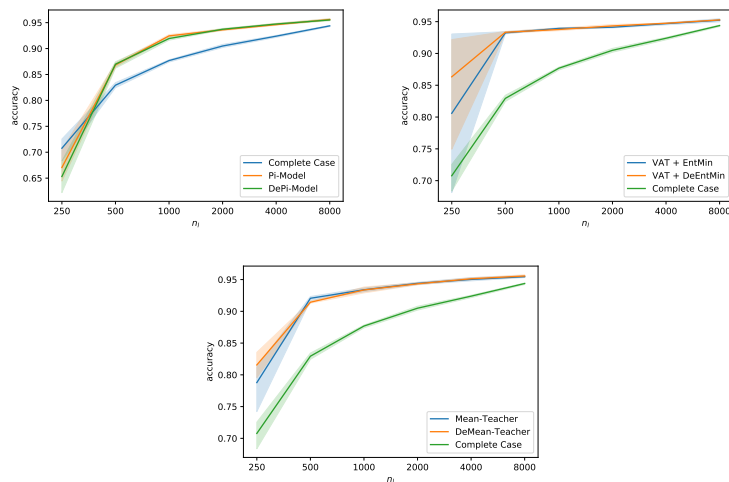 0.95
0.90
0.85
0.80
0.75
0.70
0.65
accuracy
250 500 1000 2000 4000 8000
n_l
Complete Case
Pi-Model
DePi-Model
0.95
0.90
0.85
0.80
0.75
0.70
accuracy
250 500 1000 2000 4000 8000
n_l
VAT + EntMin
VAT + DeEntMin
Complete Case
0.95
0.90
0.85
0.80
0.75
0.70
accuracy
250 500 1000 2000 4000 8000
n_l
Mean-Teacher
DeMean-Teacher
Complete Case